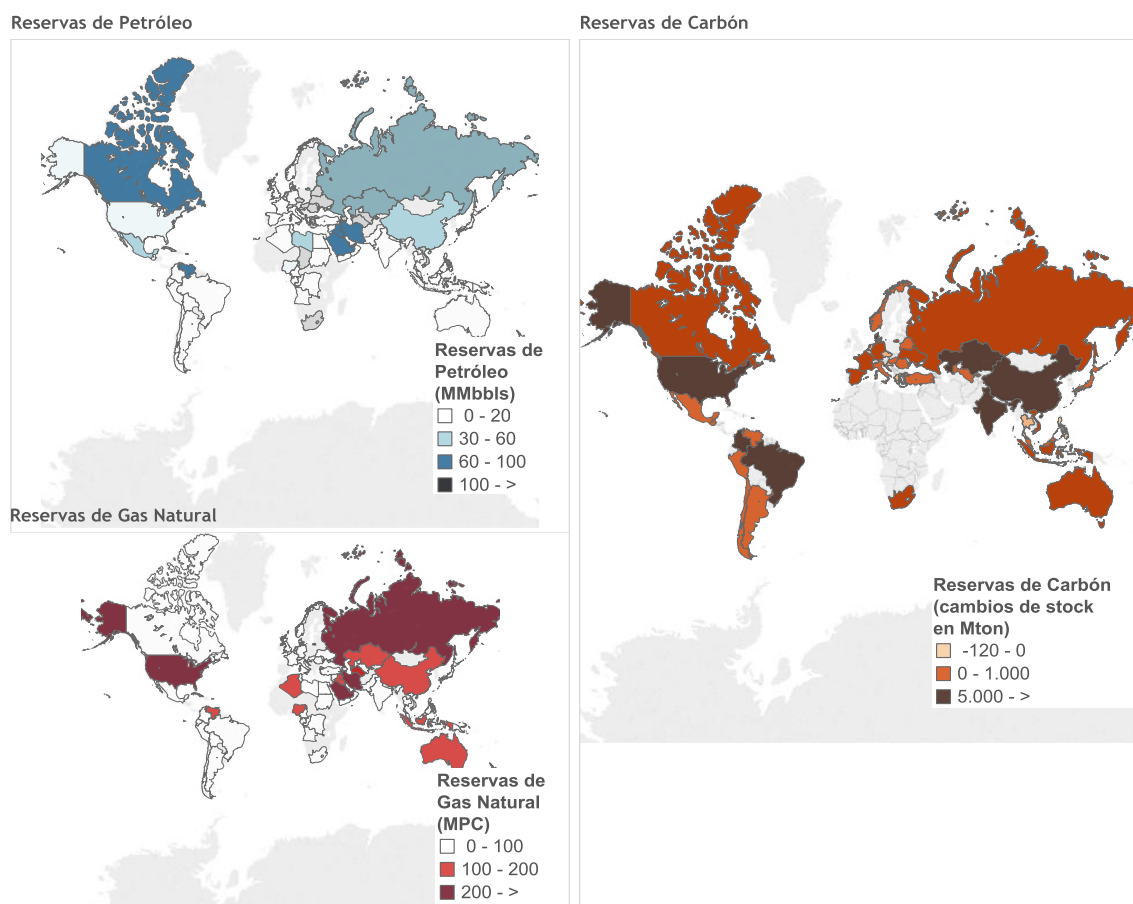 Reservas de Petróleo
Reservas de
Petróleo
(MMbbls)
0 - 20
30 - 60
60 - 100
100 - >
Reservas de Gas Natural
Reservas de
Gas Natural
(MPC)
0 - 100
100 - 200
200 - >
Reservas de Carbón
Reservas de Carbón
(cambios de stock
en Mton)
-120 - 0
0 - 1.000
5.000 - >